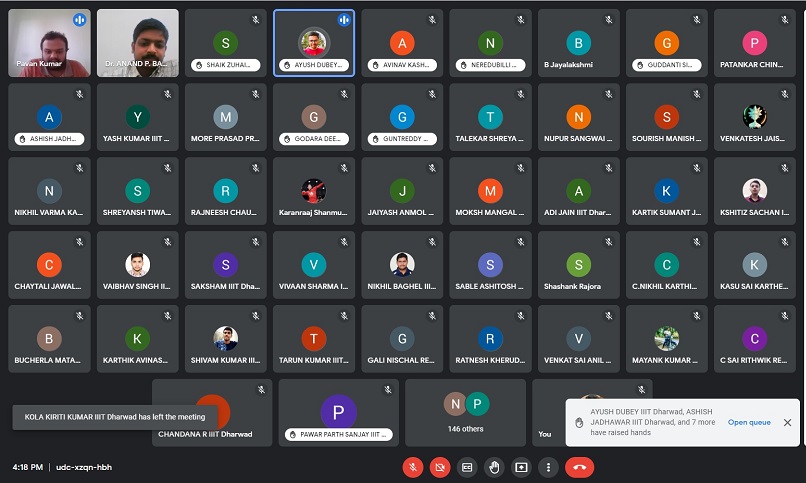 Pavan Kumar
Dr. ANAND P. BA...
S
SHAIK ZUHAI...
AYUSH DUBEY...
A
AVINAV KASH...
N
NEREDUBILLI ...
B
B Jayalakshmi
G
GUDDANTI SI...
P
PATANKAR CHIN...
A
ASHISH JADH...
Y
YASH KUMAR IIIT ...
M
MORE PRASAD PR...
G
GODARA DEE...
G
GUNTREDDY ...
T
TALEKAR SHREYA ...
N
NUPUR SANGWAI ...
S
SOURISH MANISH ...
VENKATESH JAIS...
N
NIKHIL VARMA KA...
S
SHREYANSH TIWA...
R
RAJNEESH CHAU...
Karanraaj Shanmu...
J
JAIYASH ANMOL ...
M
MOKSH MANGAL ...
A
ADI JAIN IIIT Dhar...
K
KARTIK SUMANT J...
KSHITIZ SACHAN I...
C
CHAYTALI JAWAL...
VAIBHAV SINGH II...
S
SAKSHAM IIIT Dha...
V
VIVAAN SHARMA I...
NIKHIL BAGHEL III...
S
SABLE ASHITOSH ...
S
Shashank Rajora
C
C.NIKHIL KARTHI...
K
KASU SAI KARTHE...
B
BUCHERLA MATA...
K
KARTHIK AVINAS...
SHIVAM KUMAR III...
T
TARUN KUMAR IIIT...
G
GALI NISCHAL RE...
R
RATNESH KHERUD...
V
VENKAT SAI ANIL ...
MAYANK KUMAR ...
C
C SAI RITHWIK RE...
KOLA KIRITI KUMAR IIIT Dharwad has left the meeting
CHANDANA R IIIT Dharwad
P
PAWAR PARTH SANJAY IIIT ...
N P
146 others
You
AYUSH DUBEY IIIT Dharwad, ASHISH
JADHAWAR IIIT Dharwad, and 7 more
have raised hands
Open queue
4:18 PM | udc-xzqn-hbh